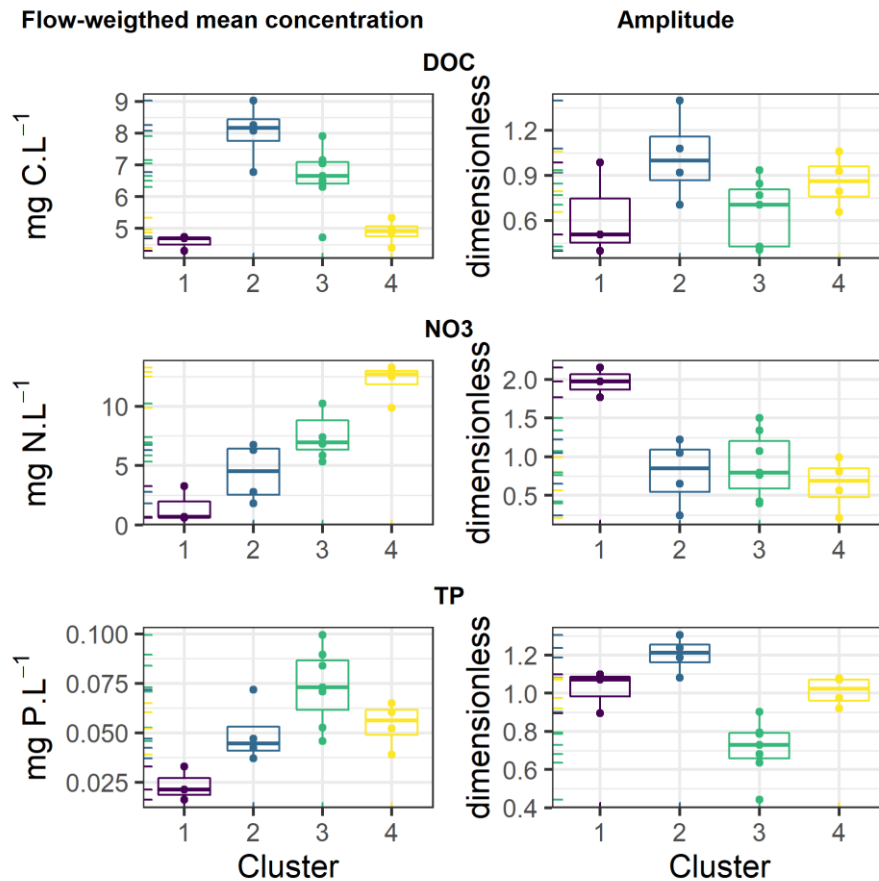 Flow-weigthed mean concentration
Amplitude
DOC
mg C.L⁻¹
9
8
7
6
5
1 2 3 4
dimensionless
1.2
0.9
0.6
1 2 3 4
NO3
mg N.L⁻¹
10
5
0
1 2 3 4
dimensionless
2.0
1.5
1.0
0.5
1 2 3 4
TP
mg P.L⁻¹
0.100
0.075
0.050
0.025
1 2 3 4
Cluster
dimensionless
1.2
1.0
0.8
0.6
0.4
1 2 3 4
Cluster